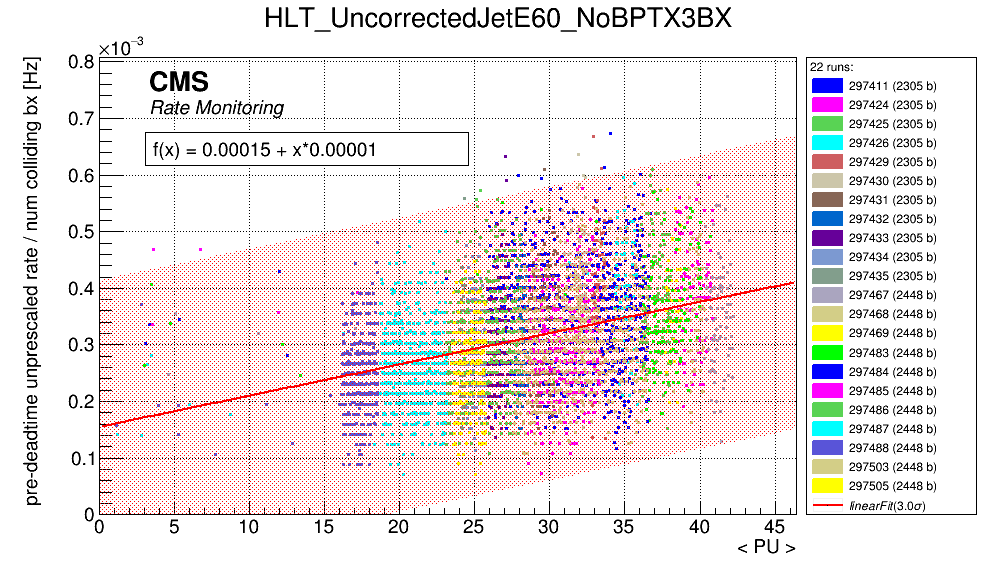 HLT_UncorrectedJetE60_NoBPTX3BX
×10⁻³
pre-deadtime unprescaled rate / num colliding bx [Hz]
0.8
0.7
0.6
0.5
0.4
0.3
0.2
0.1
0
CMS
Rate Monitoring
f(x) = 0.00015 + x*0.00001
0 5 10 15 20 25 30 35 40 45
< PU >
22 runs:
297411 (2305 b)
297424 (2305 b)
297425 (2305 b)
297426 (2305 b)
297429 (2305 b)
297430 (2305 b)
297431 (2305 b)
297432 (2305 b)
297433 (2305 b)
297434 (2305 b)
297435 (2305 b)
297467 (2448 b)
297468 (2448 b)
297469 (2448 b)
297483 (2448 b)
297484 (2448 b)
297485 (2448 b)
297486 (2448 b)
297487 (2448 b)
297488 (2448 b)
297503 (2448 b)
297505 (2448 b)
linearFit(3.0σ)